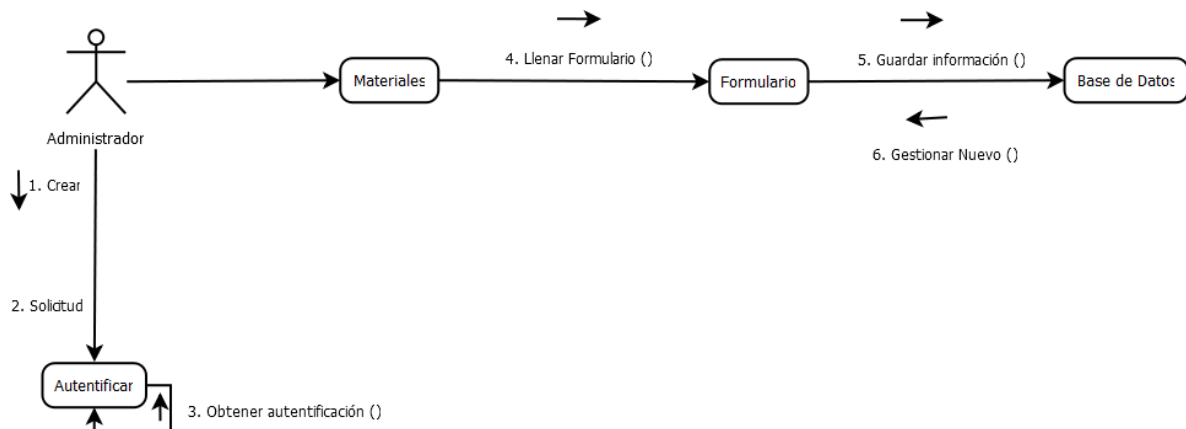 4. Llenar Formulario ()
5. Guardar información ()
Materiales
Formulario
Base de Datos
Administrador
6. Gestionar Nuevo ()
1. Crear
2. Solicitud
Autentificar
3. Obtener autentificación ()